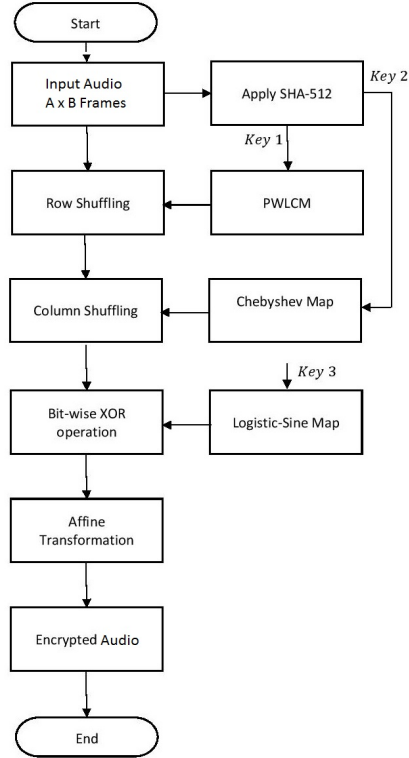 Start
Input Audio
A x B Frames
Apply SHA-512
Key 2
Key 1
Row Shuffling
PWLCM
Column Shuffling
Chebyshev Map
Key 3
Bit-wise XOR
operation
Logistic-Sine Map
Affine
Transformation
Encrypted Audio
End